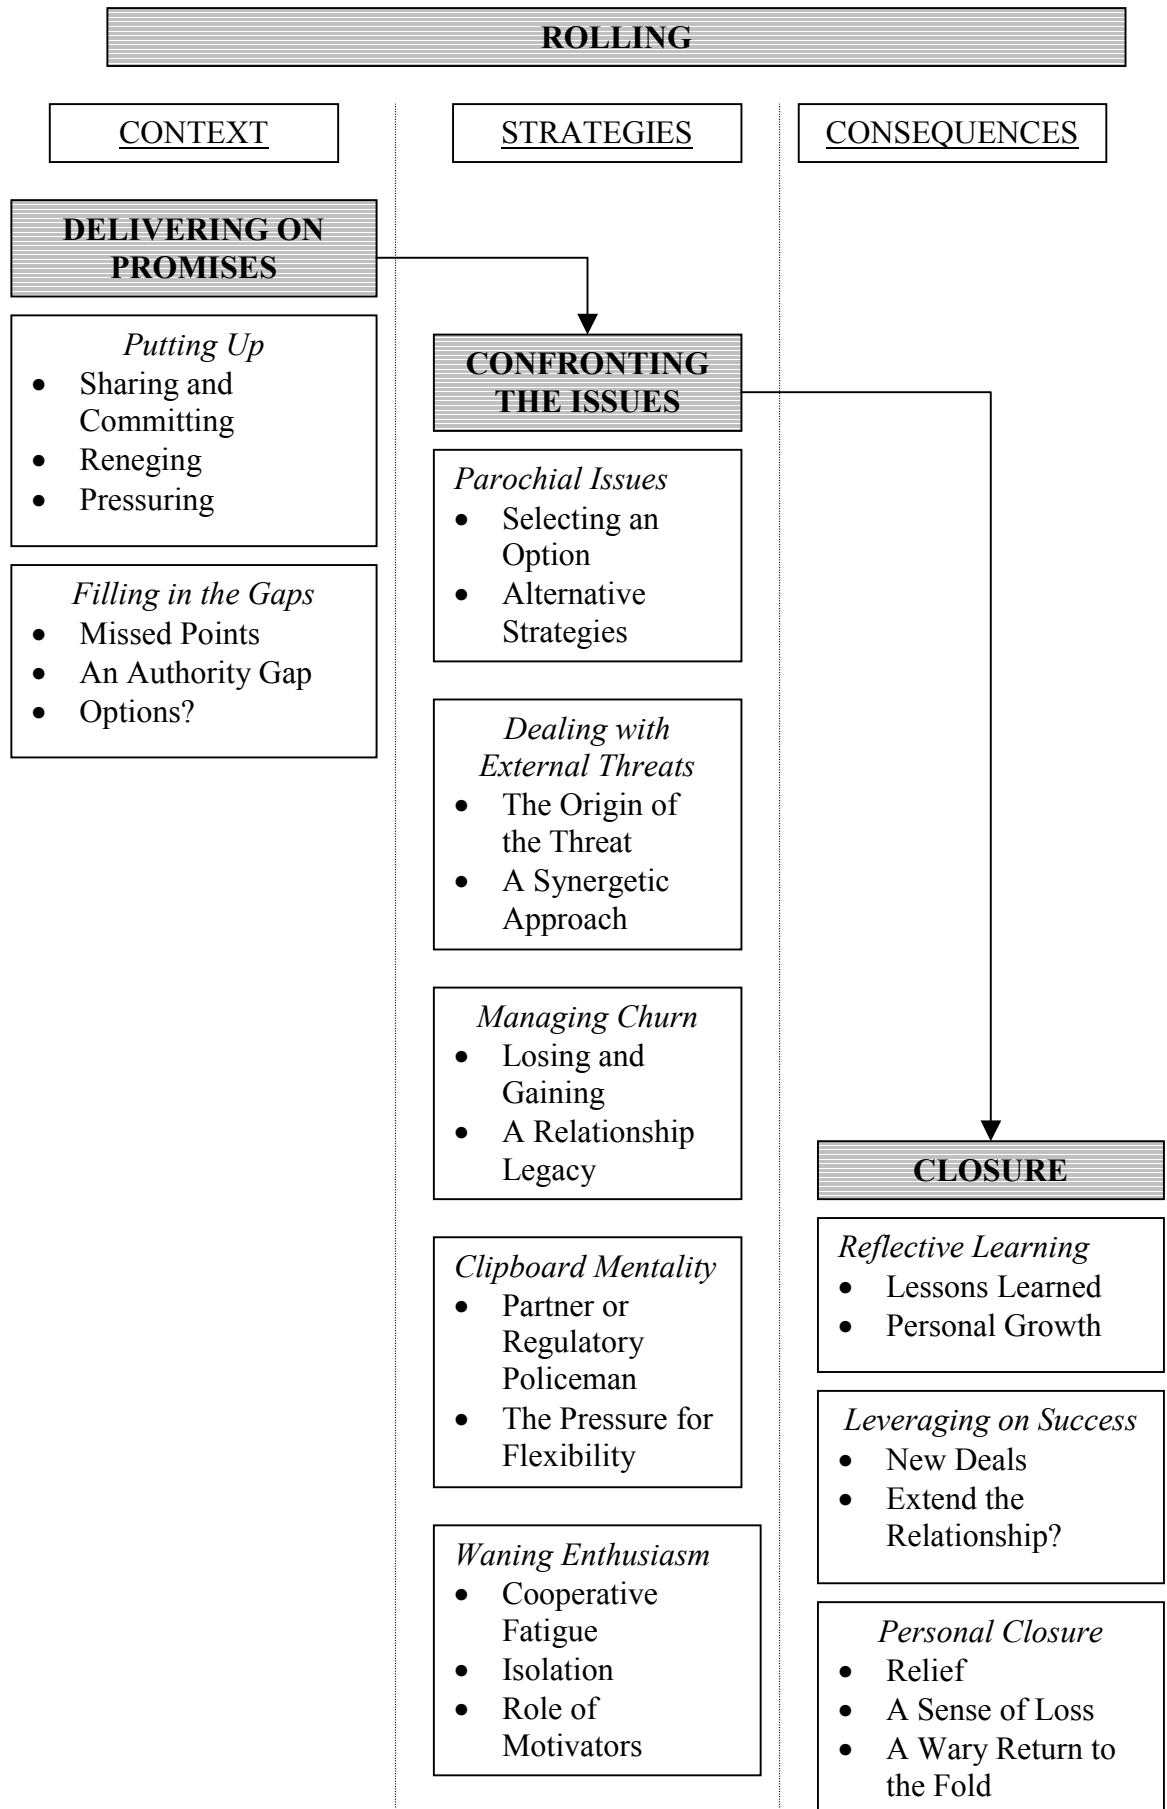 ROLLING
CONTEXT
STRATEGIES
CONSEQUENCES
DELIVERING ON
PROMISES
Putting Up
• Sharing and
Committing
• Reneging
• Pressuring
Filling in the Gaps
• Missed Points
• An Authority Gap
• Options?
CONFRONTING
THE ISSUES
Parochial Issues
• Selecting an
Option
• Alternative
Strategies
Dealing with
External Threats
• The Origin of
the Threat
• A Synergetic
Approach
Managing Churn
• Losing and
Gaining
• A Relationship
Legacy
Clipboard Mentality
• Partner or
Regulatory
Policeman
• The Pressure for
Flexibility
Waning Enthusiasm
• Cooperative
Fatigue
• Isolation
• Role of
Motivators
CLOSURE
Reflective Learning
• Lessons Learned
• Personal Growth
Leveraging on Success
• New Deals
• Extend the
Relationship?
Personal Closure
• Relief
• A Sense of Loss
• A Wary Return to
the Fold